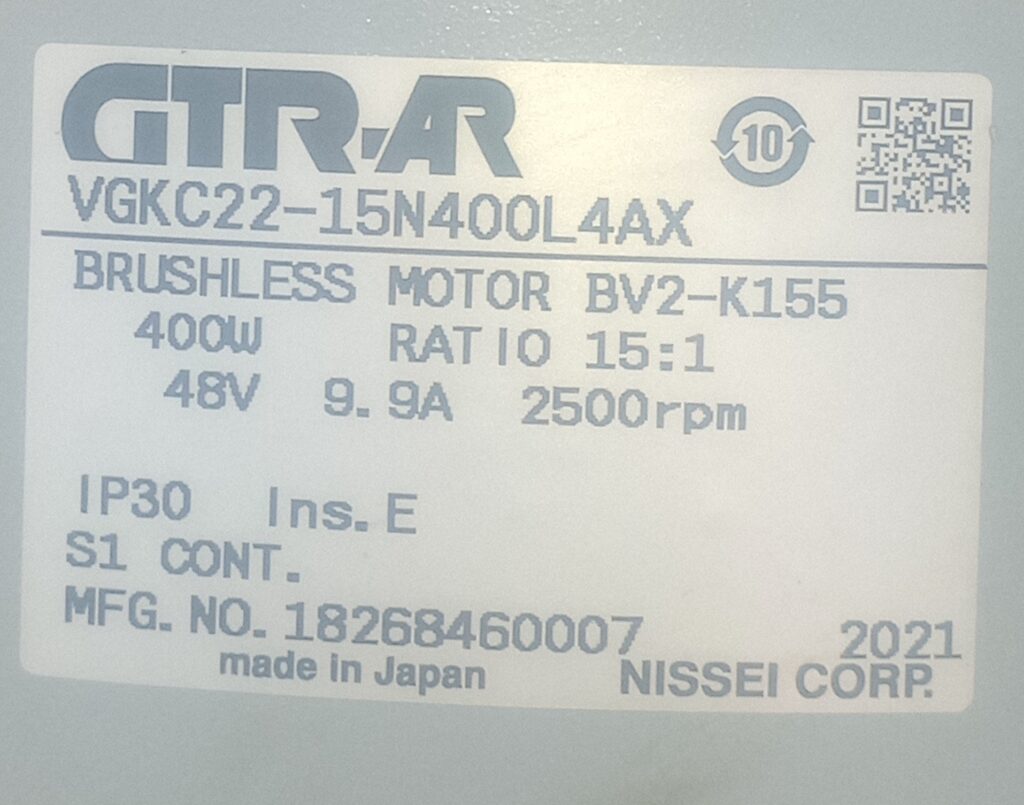 GTR-AR
10
VGKC22-15N400L4AX
BRUSHLESS MOTOR BV2-K155
400W RATIO 15:1
48V 9.9A 2500rpm
IP30 Ins.E
S1 CONT.
MFG.NO.18268460007 2021
made in Japan NISSEI CORP.